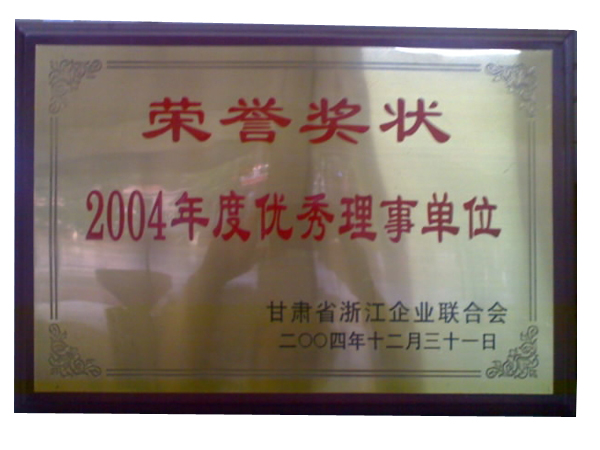 荣誉奖状
2004年度优秀理事单位
甘肃省浙江企业联合会
二〇〇四年十二月三十一日